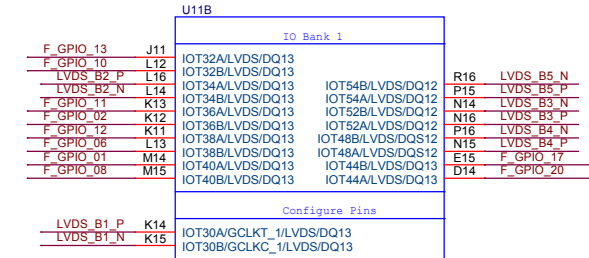 U11B
IO Bank 1
F_GPIO_13 J11 IOT32A/LVDS/DQ13
F_GPIO_10 L12 IOT32B/LVDS/DQ13
LVDS_B2_P L16 IOT34A/LVDS/DQ13 IOT54B/LVDS/DQ12 R16 LVDS_B5_N
LVDS_B2_N L14 IOT34B/LVDS/DQ13 IOT54A/LVDS/DQ12 P15 LVDS_B5_P
F_GPIO_11 K13 IOT36A/LVDS/DQ13 IOT52B/LVDS/DQ12 N14 LVDS_B3_N
F_GPIO_02 K12 IOT36B/LVDS/DQ13 IOT52A/LVDS/DQ12 N16 LVDS_B3_P
F_GPIO_12 K11 IOT38A/LVDS/DQ13 IOT48B/LVDS/DQS12 P16 LVDS_B4_N
F_GPIO_06 L13 IOT38B/LVDS/DQ13 IOT48A/LVDS/DQS12 N15 LVDS_B4_P
F_GPIO_01 M14 IOT40A/LVDS/DQ13 IOT44B/LVDS/DQ13 E15 F_GPIO_17
F_GPIO_08 M15 IOT40B/LVDS/DQ13 IOT44A/LVDS/DQ13 D14 F_GPIO_20
Configure Pins
LVDS_B1_P K14 IOT30A/GCLKT_1/LVDS/DQ13
LVDS_B1_N K15 IOT30B/GCLKC_1/LVDS/DQ13